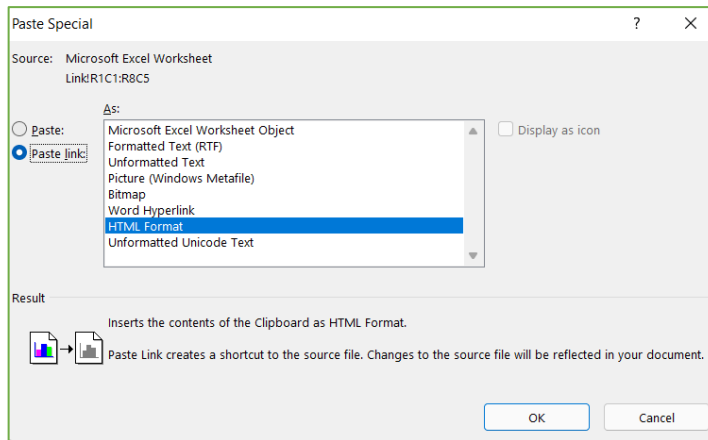 Paste Special
?
Source: Microsoft Excel Worksheet
Link!R1C1:R8C5
As:
Paste:
Paste link:
Microsoft Excel Worksheet Object
Formatted Text (RTF)
Unformatted Text
Picture (Windows Metafile)
Bitmap
Word Hyperlink
HTML Format
Unformatted Unicode Text
Display as icon
Result
Inserts the contents of the Clipboard as HTML Format.
Paste Link creates a shortcut to the source file. Changes to the source file will be reflected in your document.
OK
Cancel